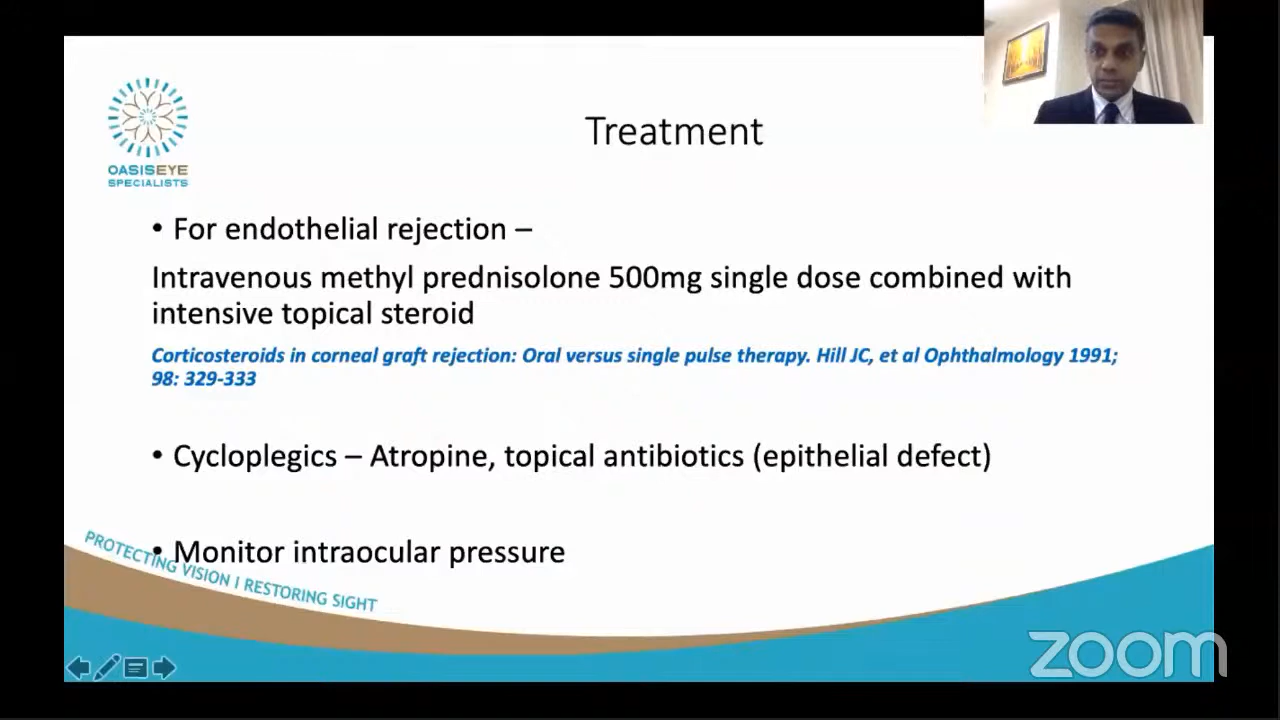 OASISEYE
SPECIALISTS
Treatment
• For endothelial rejection –
Intravenous methyl prednisolone 500mg single dose combined with
intensive topical steroid
Corticosteroids in corneal graft rejection: Oral versus single pulse therapy. Hill JC, et al Ophthalmology 1991;
98: 329-333
• Cycloplegics – Atropine, topical antibiotics (epithelial defect)
• Monitor intraocular pressure
PROTECTING VISION I RESTORING SIGHT
zoom